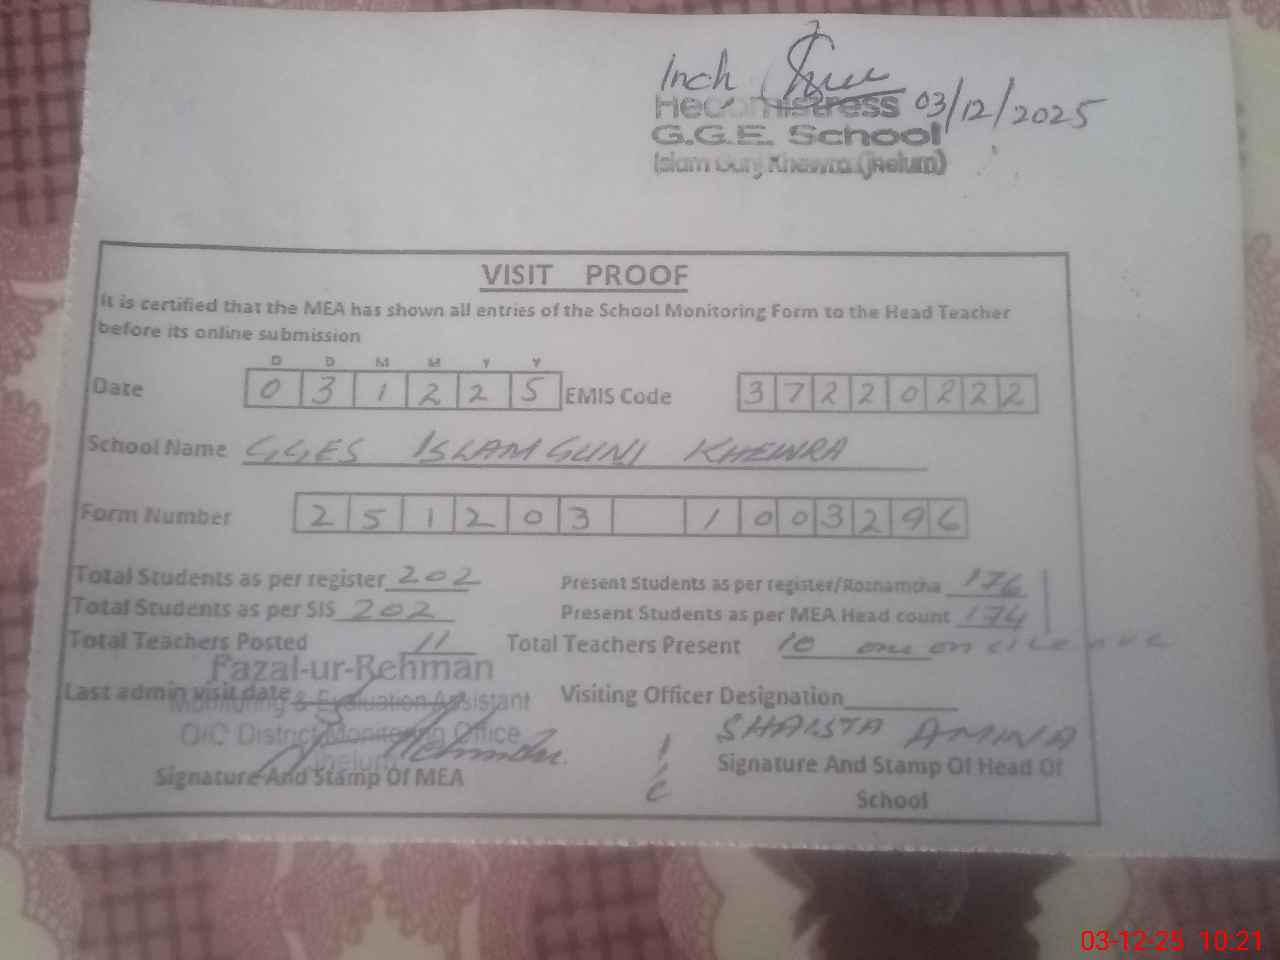 Inch
Headmistress 03/12/2025
G.G.E. School
Islam Gunj Khewra (Jhelum)
VISIT PROOF
It is certified that the MEA has shown all entries of the School Monitoring Form to the Head Teacher
before its online submission
D D M M Y Y
Date 0 3 1 2 2 5 EMIS Code 3 7 2 2 0 2 2 2
School Name GGES ISLAM GUNJ KHEWRA
Form Number 2 5 1 2 0 3 1 0 0 3 2 9 6
Total Students as per register 202 Present Students as per register/Roznamcha 176
Total Students as per SIS 202 Present Students as per MEA Head count 174
Total Teachers Posted 11 Total Teachers Present 10 one on
Fazal-ur-Rehman
Last admin visit date Visiting Officer Designation
Monitoring & Evaluation Assistant
O/C District Monitoring Office
Jhelum
SHAISTA AMINA
I/C
Signature And Stamp Of MEA Signature And Stamp Of Head Of
School
03-12-25 10:21